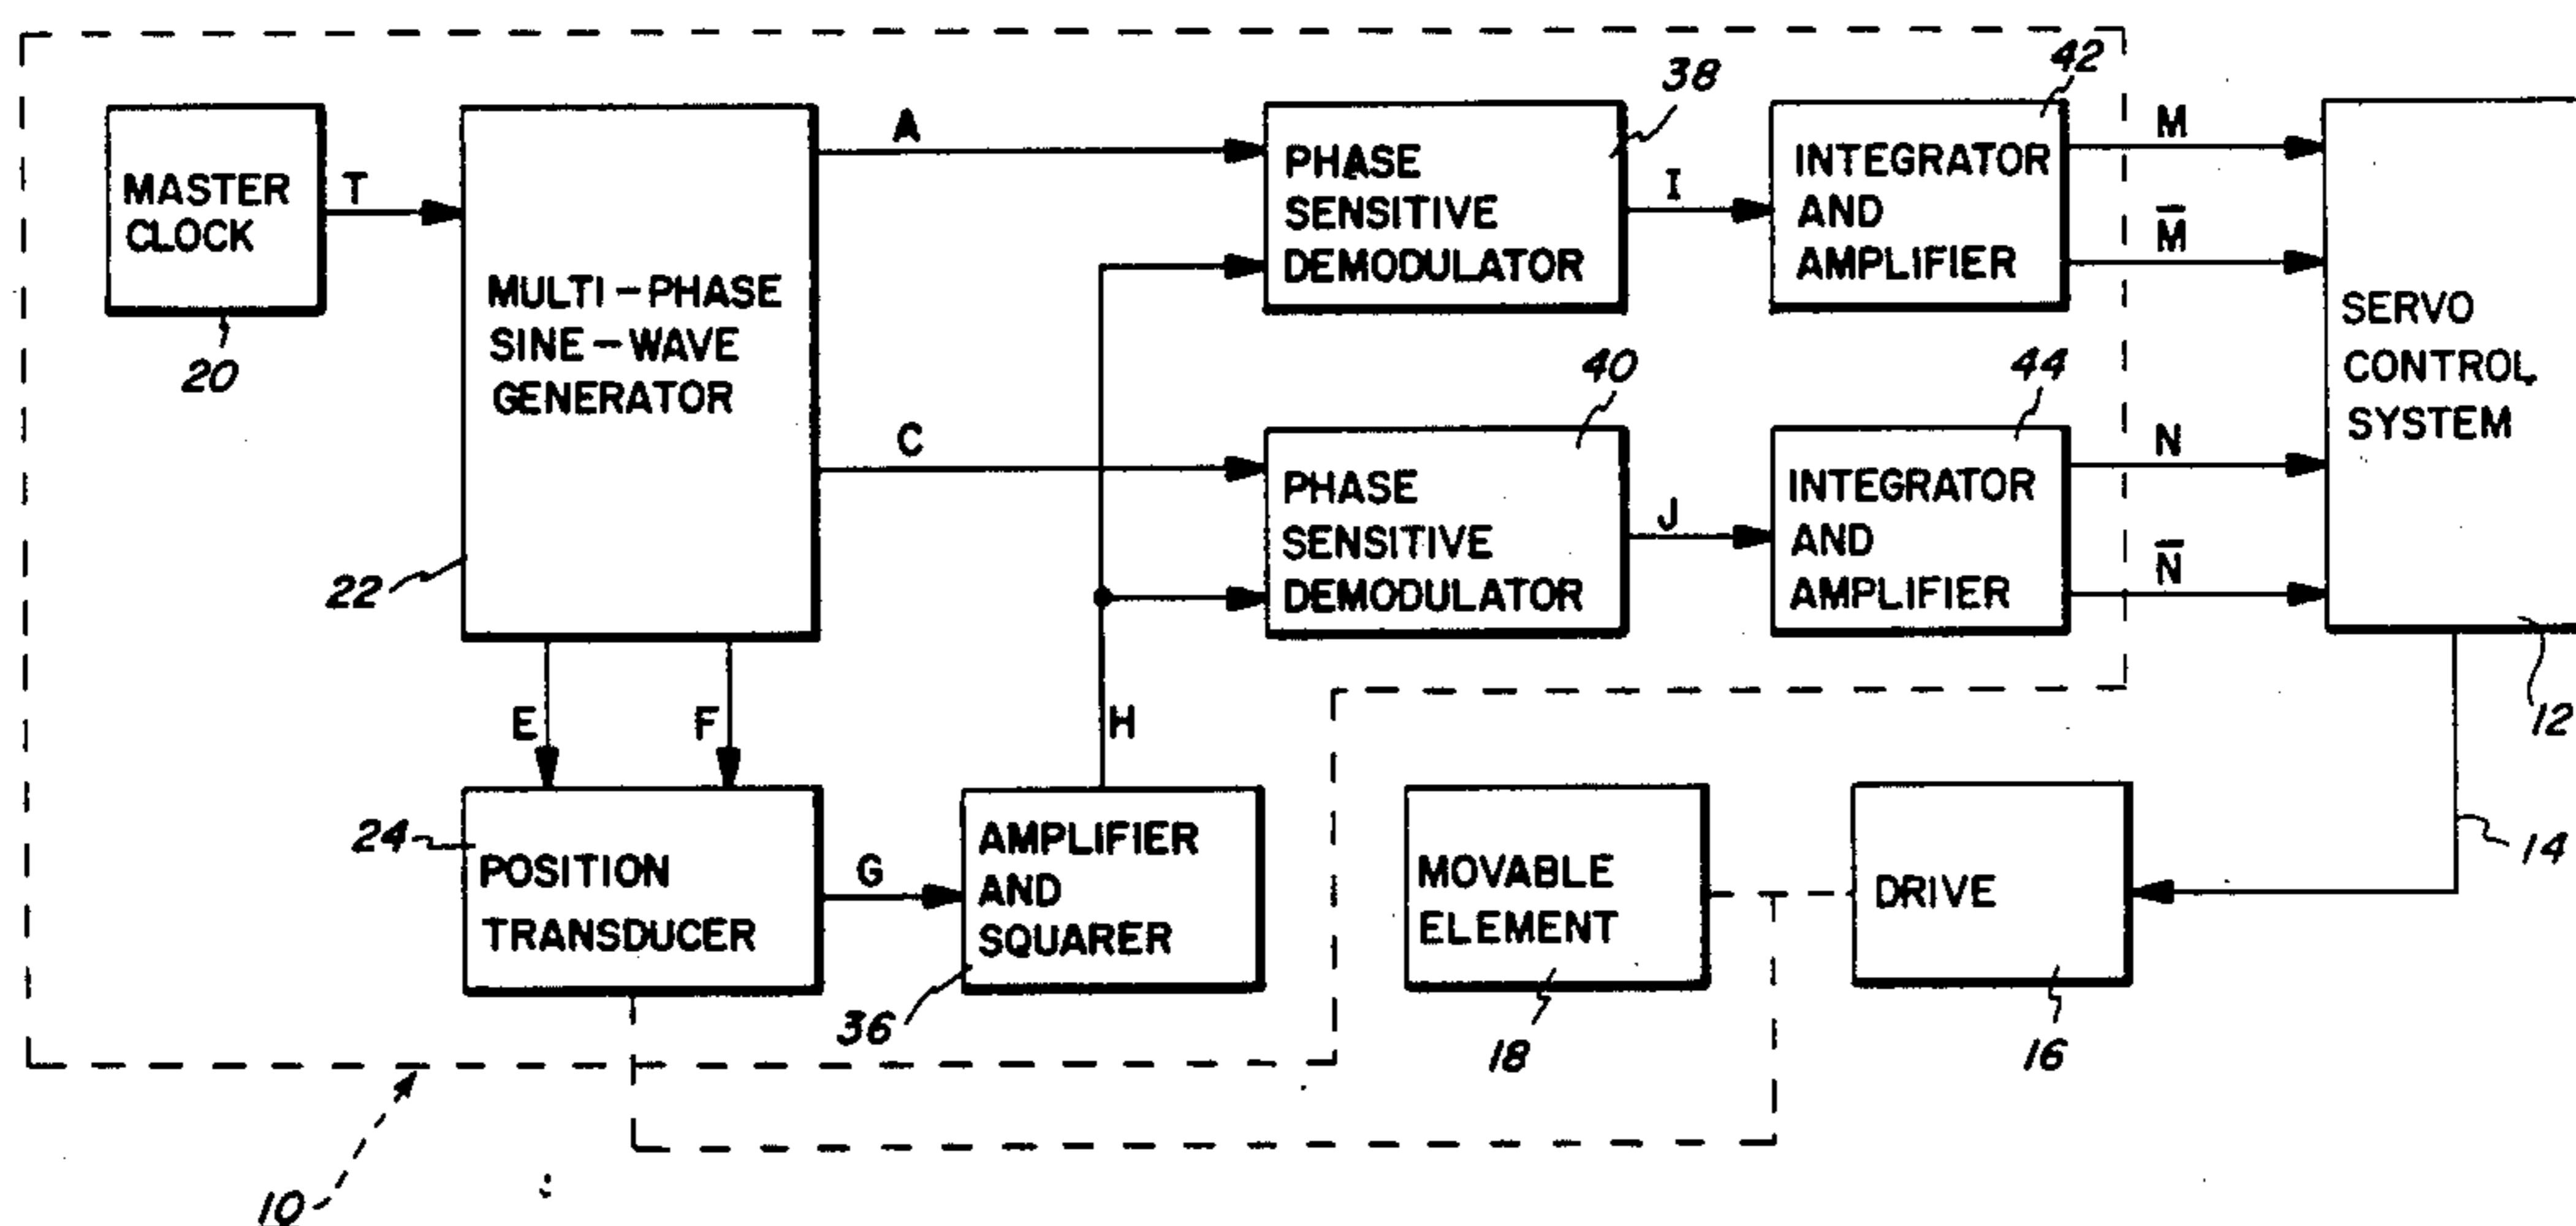 MASTER
CLOCK
20
T
MULTI-PHASE
SINE-WAVE
GENERATOR
22
A
C
E
F
PHASE
SENSITIVE
DEMODULATOR
38
I
INTEGRATOR
AND
AMPLIFIER
42
M
M̅
PHASE
SENSITIVE
DEMODULATOR
40
J
INTEGRATOR
AND
AMPLIFIER
44
N
N̅
SERVO
CONTROL
SYSTEM
12
14
POSITION
TRANSDUCER
24
G
AMPLIFIER
AND
SQUARER
36
H
MOVABLE
ELEMENT
18
DRIVE
16
10